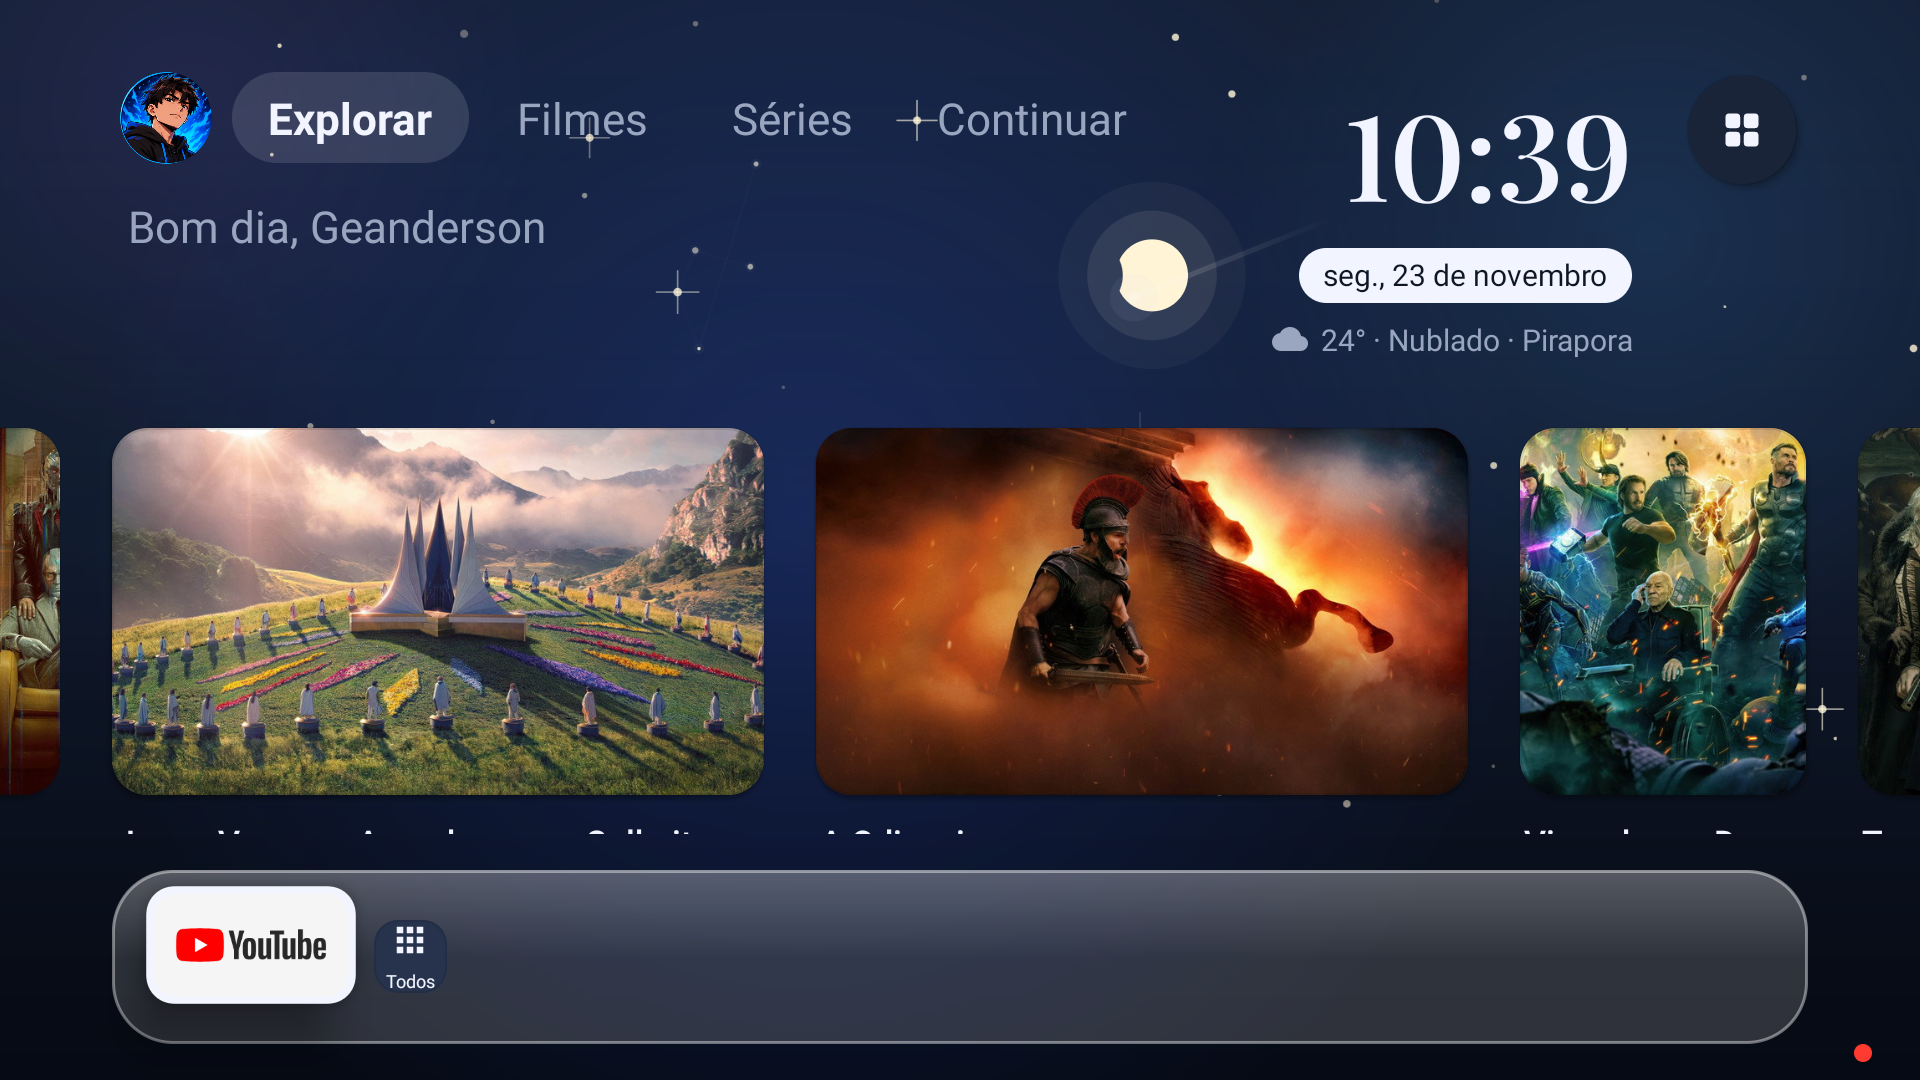 Explorar
Filmes
Séries
Continuar
10:39
Bom dia, Geanderson
seg., 23 de novembro
24° · Nublado · Pirapora
YouTube
Todos